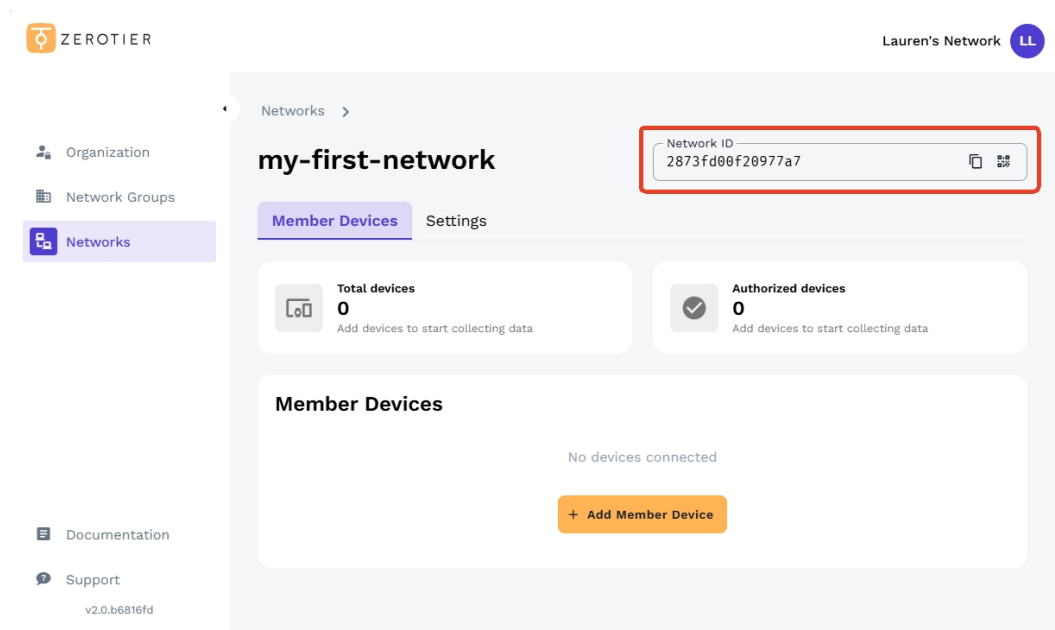 ZEROTIER
Lauren's Network
LL
Networks
my-first-network
Network ID
2873fd00f20977a7
Organization
Network Groups
Networks
Member Devices
Settings
Total devices
0
Add devices to start collecting data
Authorized devices
0
Add devices to start collecting data
Member Devices
No devices connected
+ Add Member Device
Documentation
Support
v2.0.b6816fd